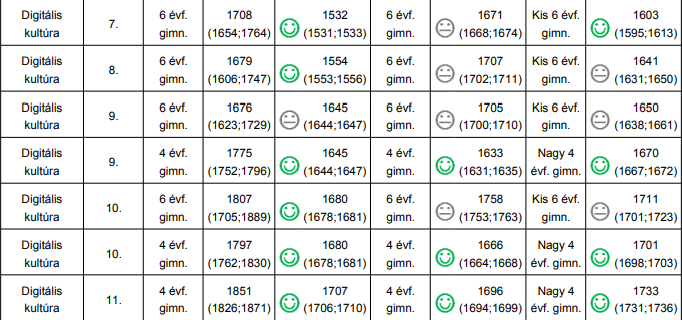 Digitális kultúra 7. 6 évf. gimn. 1708 (1654;1764) 1532 (1531;1533) 6 évf. gimn. 1671 (1668;1674) Kis 6 évf. gimn. 1603 (1595;1613)
Digitális kultúra 8. 6 évf. gimn. 1679 (1606;1747) 1554 (1553;1556) 6 évf. gimn. 1707 (1702;1711) Kis 6 évf. gimn. 1641 (1631;1650)
Digitális kultúra 9. 6 évf. gimn. 1676 (1623;1729) 1645 (1644;1647) 6 évf. gimn. 1705 (1700;1710) Kis 6 évf. gimn. 1650 (1638;1661)
Digitális kultúra 9. 4 évf. gimn. 1775 (1752;1796) 1645 (1644;1647) 4 évf. gimn. 1633 (1631;1635) Nagy 4 évf. gimn. 1670 (1667;1672)
Digitális kultúra 10. 6 évf. gimn. 1807 (1705;1889) 1680 (1678;1681) 6 évf. gimn. 1758 (1753;1763) Kis 6 évf. gimn. 1711 (1701;1723)
Digitális kultúra 10. 4 évf. gimn. 1797 (1762;1830) 1680 (1678;1681) 4 évf. gimn. 1666 (1664;1668) Nagy 4 évf. gimn. 1701 (1698;1703)
Digitális kultúra 11. 4 évf. gimn. 1851 (1826;1871) 1707 (1706;1710) 4 évf. gimn. 1696 (1694;1699) Nagy 4 évf. gimn. 1733 (1731;1736)